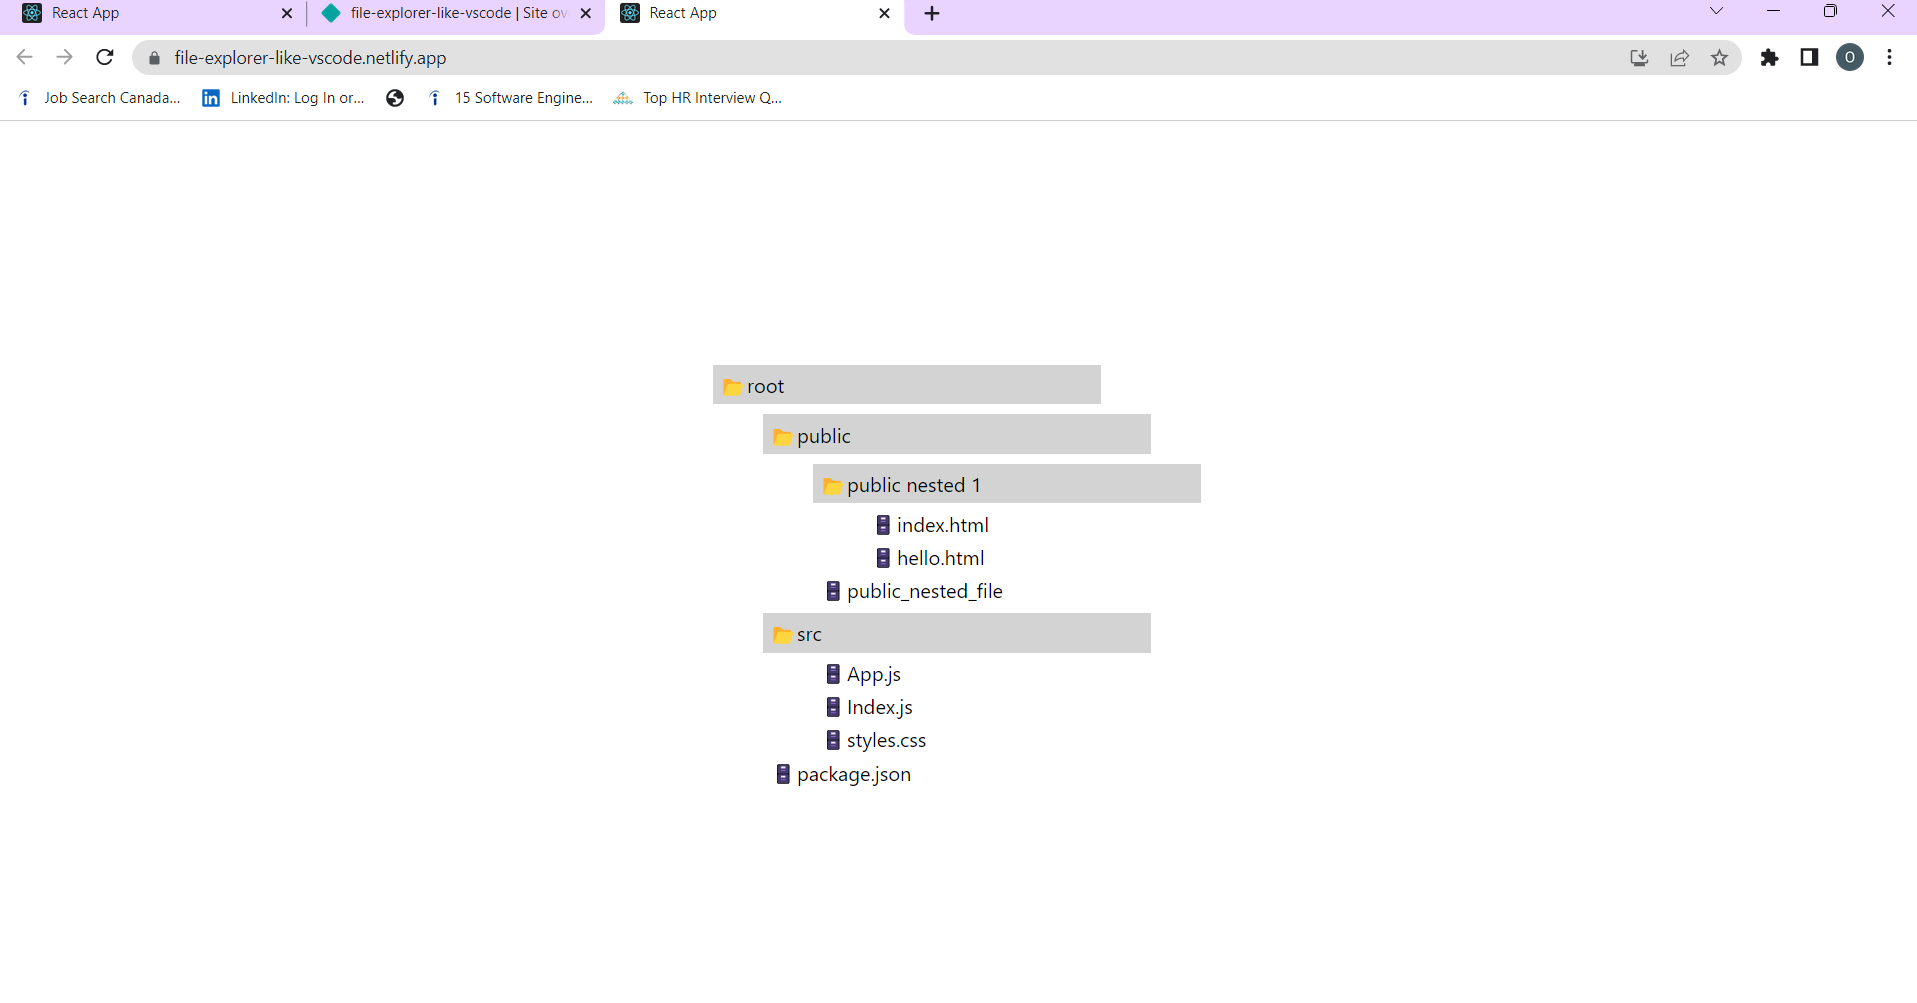 React App
file-explorer-like-vscode | Site ov
React App
file-explorer-like-vscode.netlify.app
O
Job Search Canada...
in LinkedIn: Log In or...
15 Software Engine...
Top HR Interview Q...
root
public
public nested 1
index.html
hello.html
public_nested_file
src
App.js
Index.js
styles.css
package.json